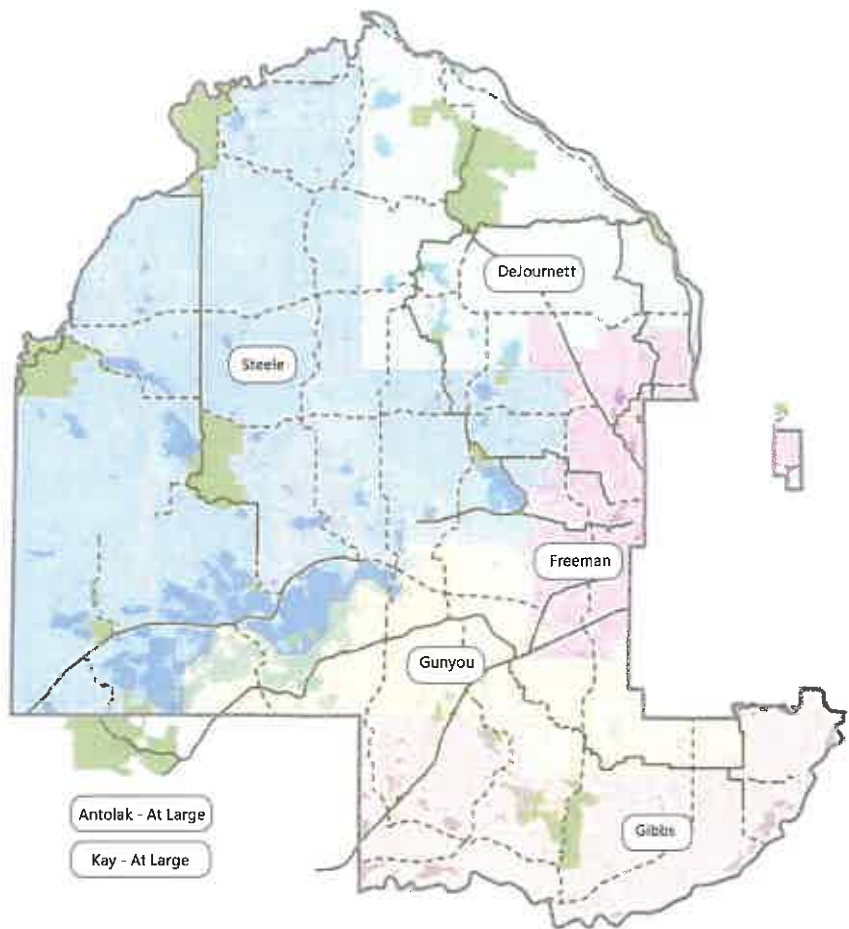 DeJournett
Steele
Freeman
Gunyou
Antolak - At Large
Gibbs
Kay - At Large